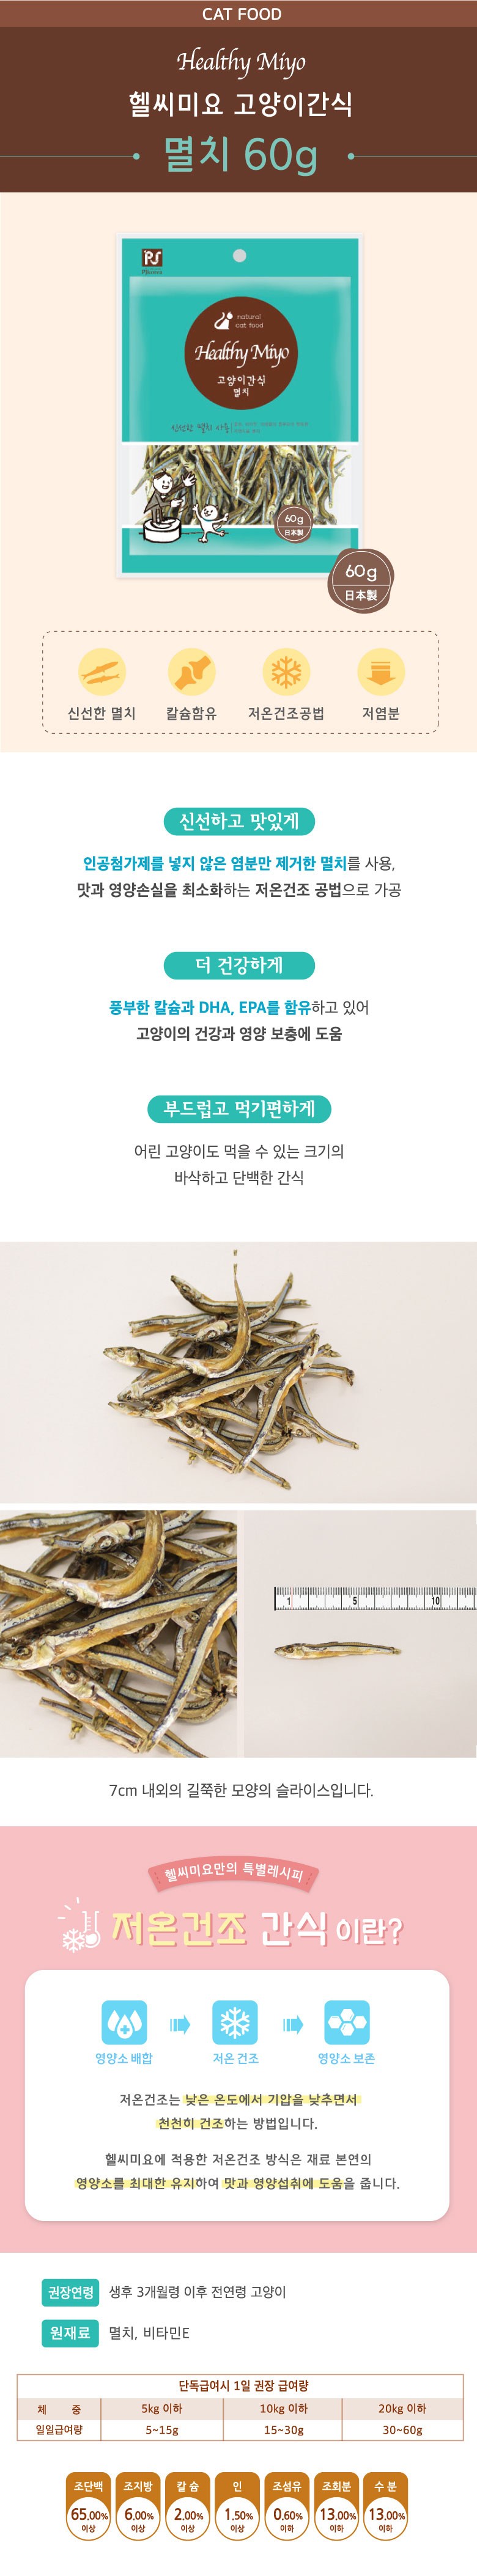 CAT FOOD
Healthy Miyo
헬씨미요 고양이간식
멸치 60g
PS
natural
cat food
Healthy Miyo
고양이간식
멸치
신선한 멸치 가득
60g
日本製
60g
日本製
신선한 멸치
칼슘함유
저온건조공법
저염분
신선하고 맛있게
인공첨가제를 넣지 않은 염분만 제거한 멸치를 사용,
맛과 영양손실을 최소화하는 저온건조 공법으로 가공
더 건강하게
풍부한 칼슘과 DHA, EPA를 함유하고 있어
고양이의 건강과 영양 보충에 도움
부드럽고 먹기편하게
어린 고양이도 먹을 수 있는 크기의
바삭하고 단백한 간식
1 5 10
7cm 내외의 길쭉한 모양의 슬라이스입니다.
헬씨미요만의 특별레시피
저온건조 간식 이란?
영양소 배합
저온 건조
영양소 보존
저온건조는 낮은 온도에서 기압을 낮추면서
천천히 건조하는 방법입니다.
헬씨미요에 적용한 저온건조 방식은 재료 본연의
영양소를 최대한 유지하여 맛과 영양섭취에 도움을 줍니다.
권장연령 생후 3개월령 이후 전연령 고양이
원재료 멸치, 비타민E
단독급여시 1일 권장 급여량
체 중 5kg 이하 10kg 이하 20kg 이하
일일급여량 5~15g 15~30g 30~60g
조단백 조지방 칼 슘 인 조섬유 조회분 수 분
65.00% 6.00% 2.00% 1.50% 0.60% 13.00% 13.00%
이상 이상 이상 이상 이하 이하 이하